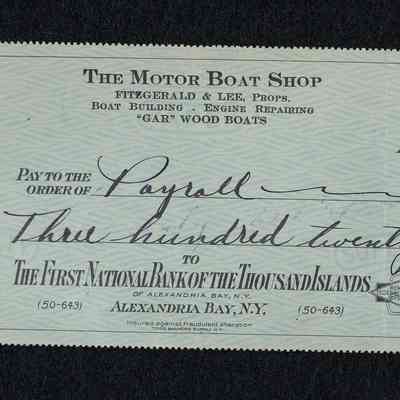 THE MOTOR BOAT SHOP
FITZGERALD & LEE, PROPS.
BOAT BUILDING - ENGINE REPAIRING
"GAR" WOOD BOATS
PAY TO THE
ORDER OF Payroll
Three hundred twenty
TO
THE FIRST NATIONAL BANK OF THE THOUSAND ISLANDS
OF ALEXANDRIA BAY, N.Y.
(50-643) ALEXANDRIA BAY, N.Y. (50-643)
Insured against fraudulent alteration